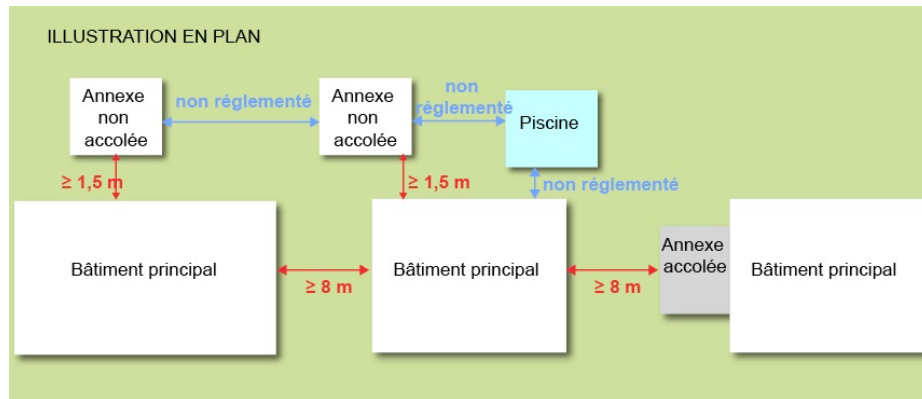 ILLUSTRATION EN PLAN
Annexe
non
accolée
non réglementé
Annexe
non
accolée
non
réglementé
Piscine
≥ 1,5 m
≥ 1,5 m
non réglementé
Bâtiment principal
≥ 8 m
Bâtiment principal
≥ 8 m
Annexe
accolée
Bâtiment principal